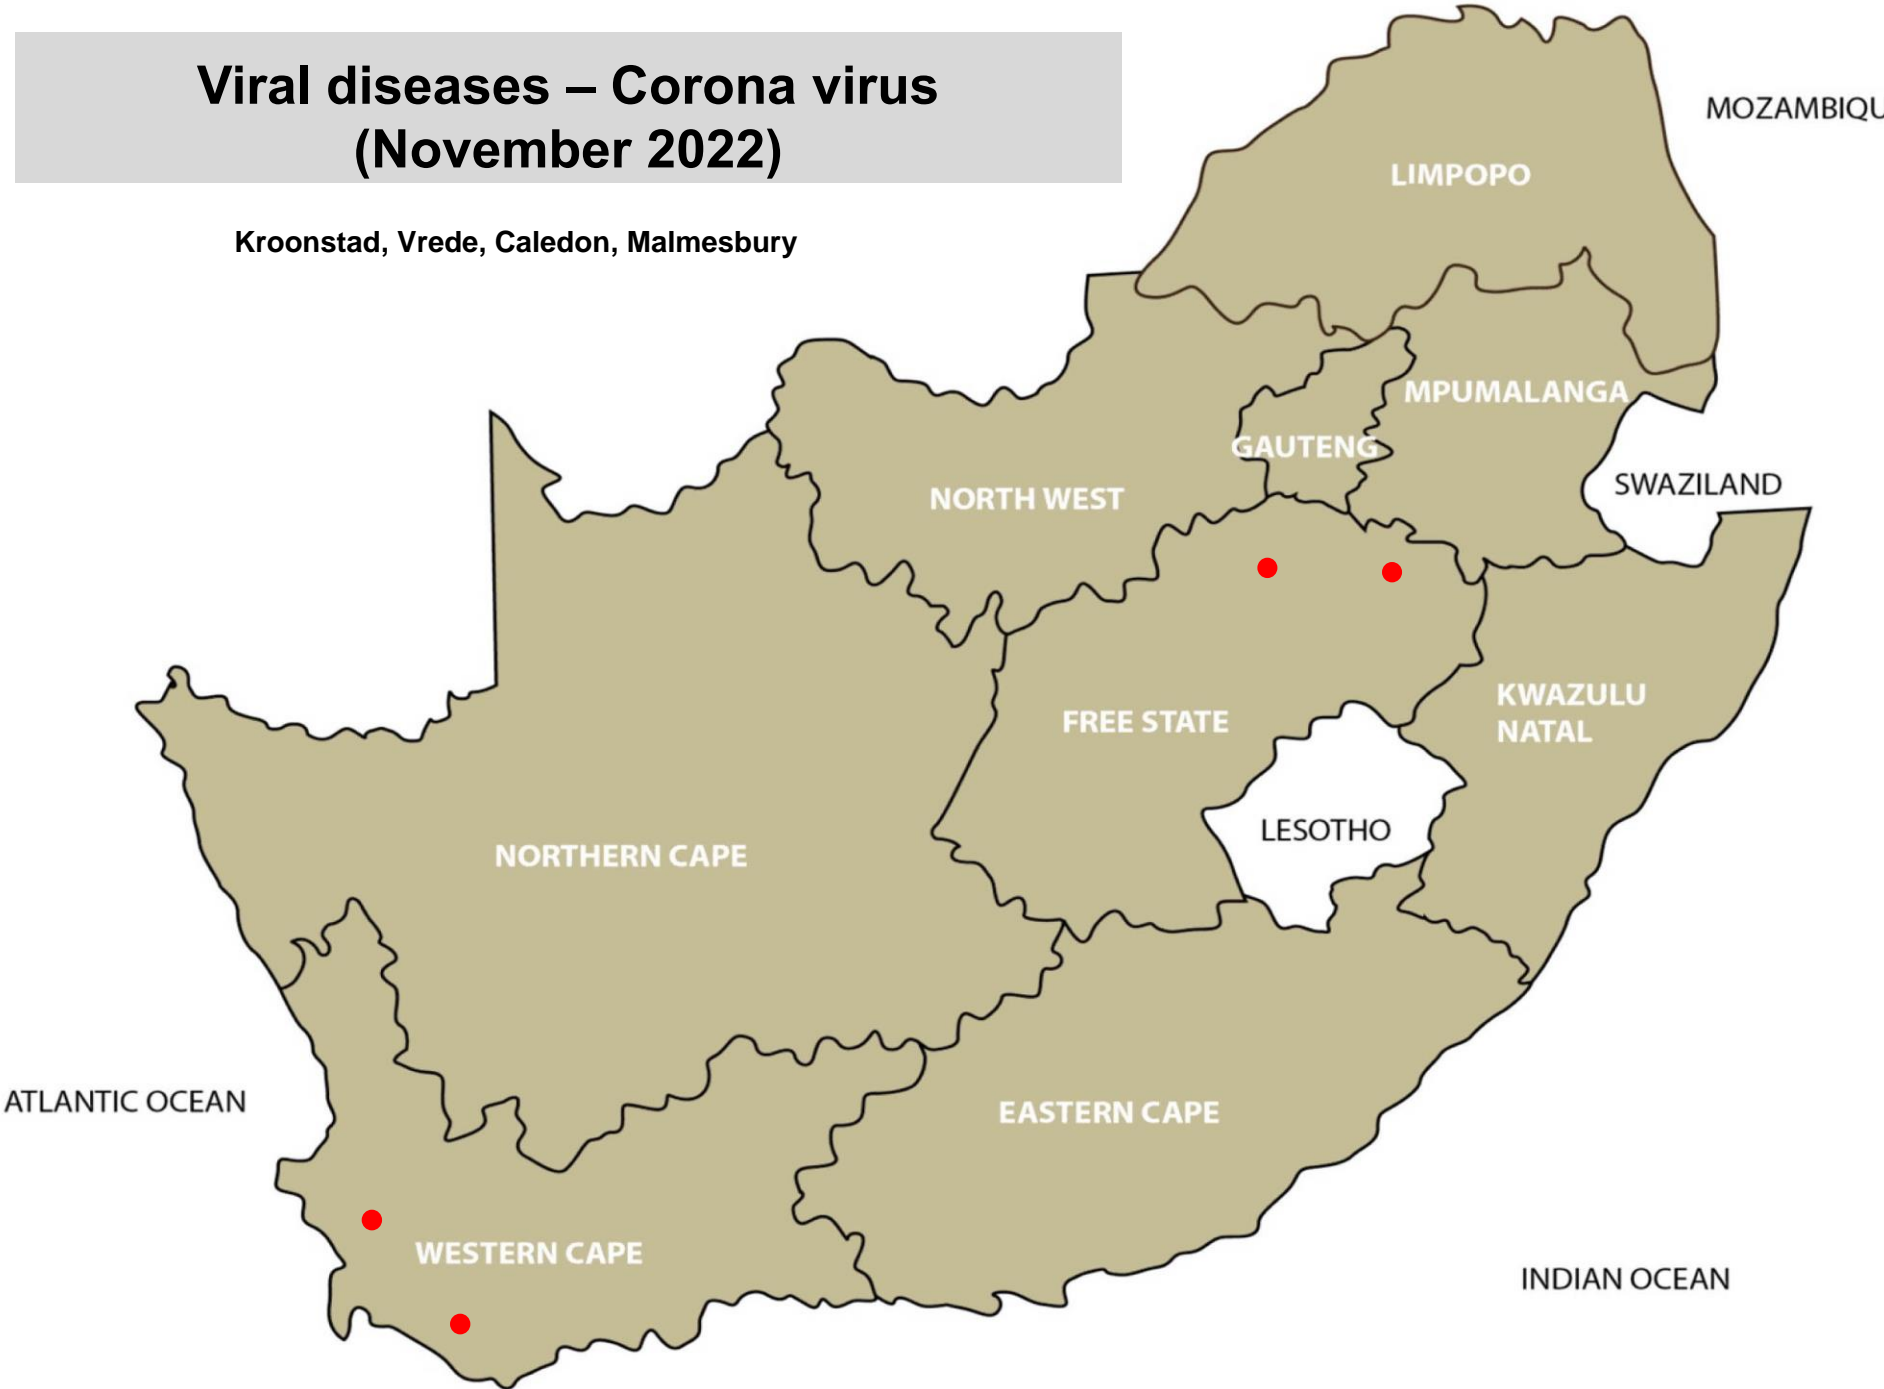 Viral diseases – Corona virus
(November 2022)
Kroonstad, Vrede, Caledon, Malmesbury
MOZAMBIQU
LIMPOPO
MPUMALANGA
GAUTENG
NORTH WEST
SWAZILAND
KWAZULU
NATAL
FREE STATE
LESOTHO
NORTHERN CAPE
ATLANTIC OCEAN
EASTERN CAPE
WESTERN CAPE
INDIAN OCEAN